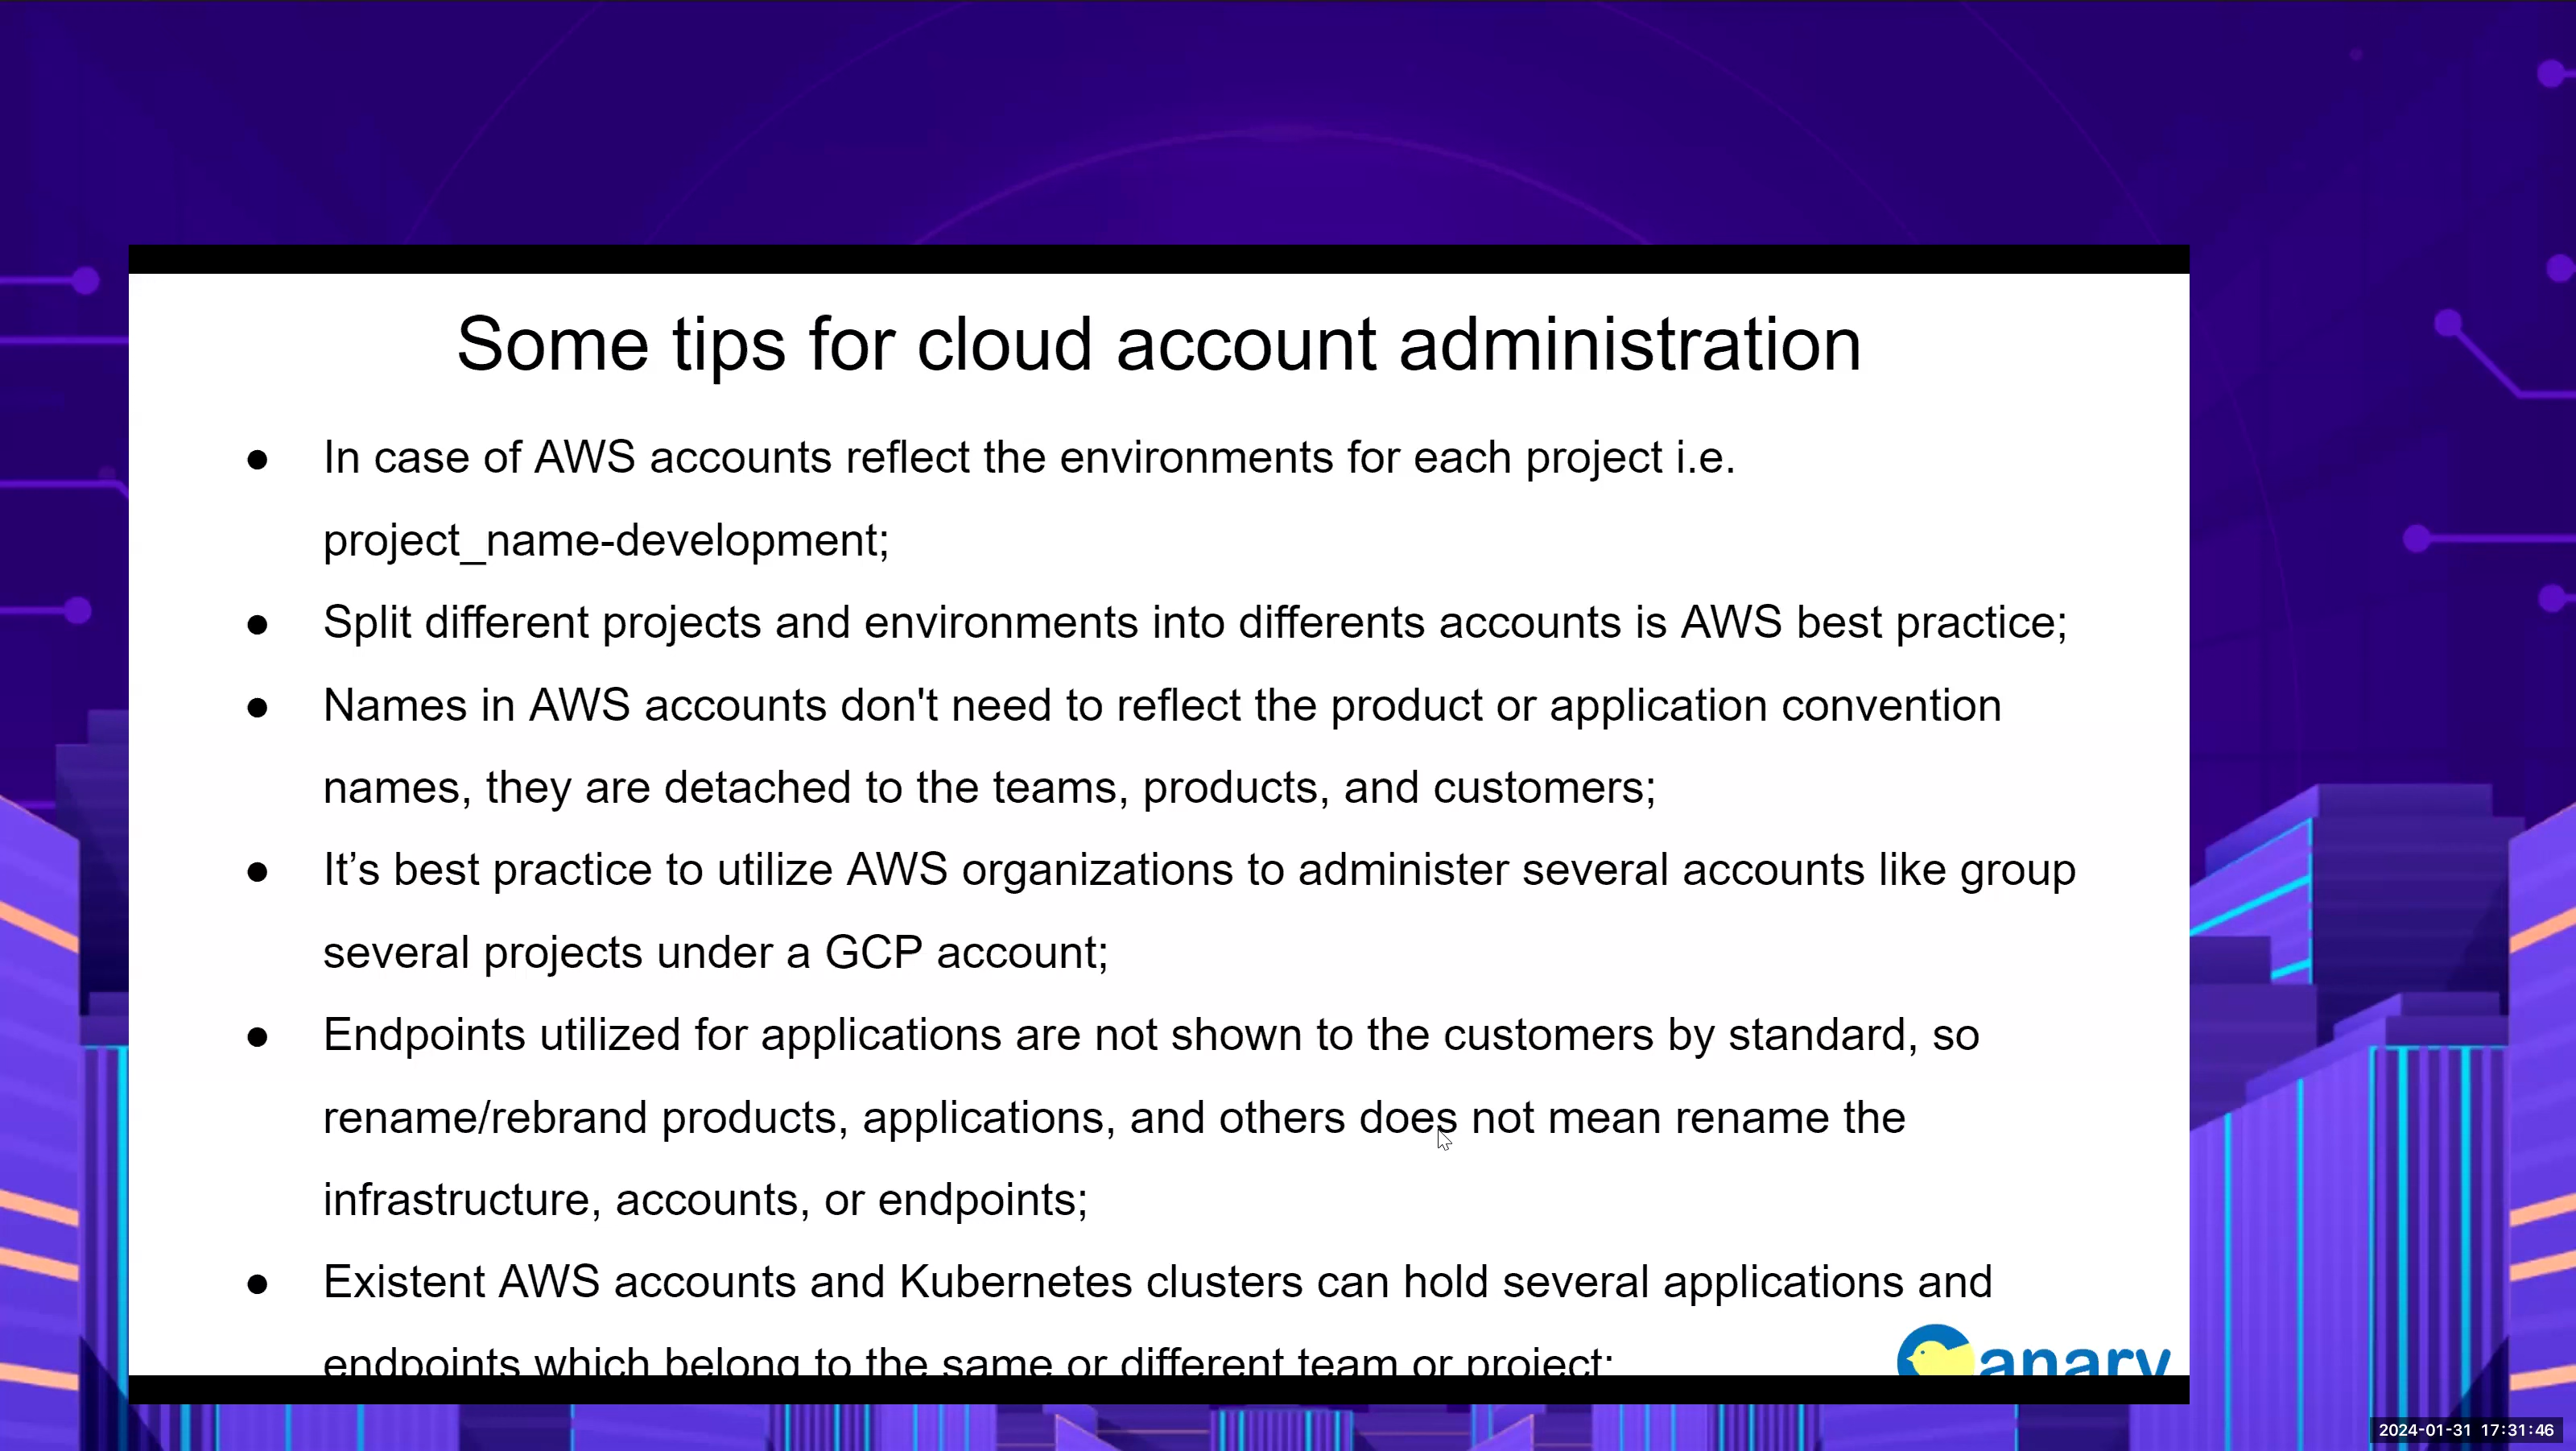 Some tips for cloud account administration
● In case of AWS accounts reflect the environments for each project i.e.
project_name-development;
● Split different projects and environments into differents accounts is AWS best practice;
● Names in AWS accounts don't need to reflect the product or application convention
names, they are detached to the teams, products, and customers;
● It’s best practice to utilize AWS organizations to administer several accounts like group
several projects under a GCP account;
● Endpoints utilized for applications are not shown to the customers by standard, so
rename/rebrand products, applications, and others does not mean rename the
infrastructure, accounts, or endpoints;
● Existent AWS accounts and Kubernetes clusters can hold several applications and
endpoints which belong to the same or different team or project;
Canary
2024-01-31 17:31:46